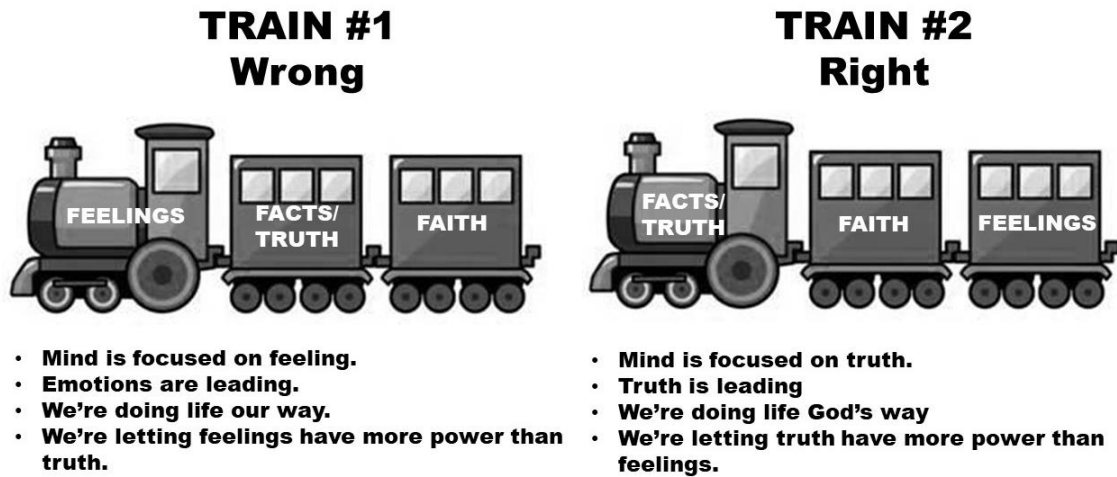 TRAIN #1
Wrong
FEELINGS
FACTS/
TRUTH
FAITH
• Mind is focused on feeling.
• Emotions are leading.
• We're doing life our way.
• We're letting feelings have more power than
truth.
TRAIN #2
Right
FACTS/
TRUTH
FAITH
FEELINGS
• Mind is focused on truth.
• Truth is leading
• We're doing life God's way
• We're letting truth have more power than
feelings.